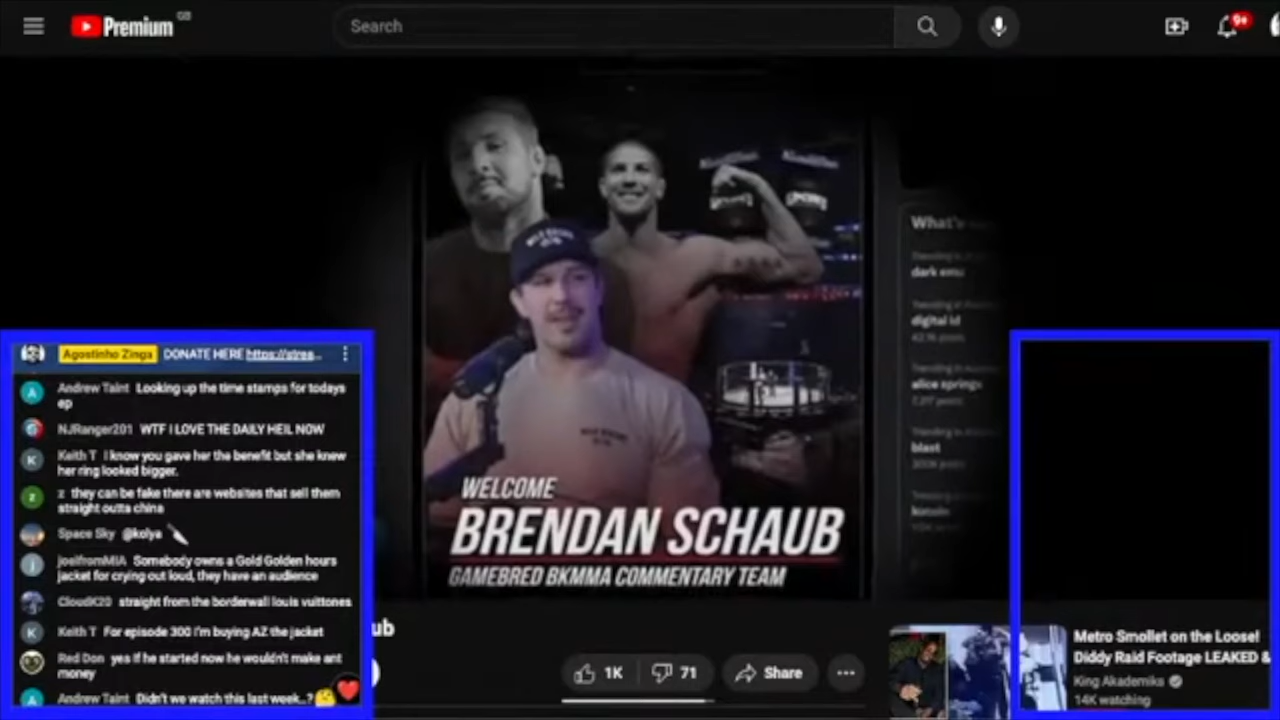 Premium GB
Search
9+
What's
dark emu
digital id
alice springs
blast
WELCOME
BRENDAN SCHAUB
GAMEBRED BKMMA COMMENTARY TEAM
Agostinho Zinga DONATE HERE https://strea...
Andrew Taint Looking up the time stamps for todays
ep
NJRanger201 WTF I LOVE THE DAILY HEIL NOW
Keith T I know you gave her the benefit but she knew
her ring looked bigger.
z they can be fake there are websites that sell them
straight outta china
Space Sky @kolya
joelfromMIA Somebody owns a Gold Golden hours
jacket for crying out loud, they have an audience
CloudK20 straight from the borderwall louis vuittones
Keith T For episode 300 i'm buying AZ the jacket
Red Don yea if he started now he wouldn't make ant
money
Andrew Taint Didn't we watch this last week..?
ub
1K
71
Share
Metro Smollet on the Loose!
Diddy Raid Footage LEAKED &
King Akademiks
14K watching